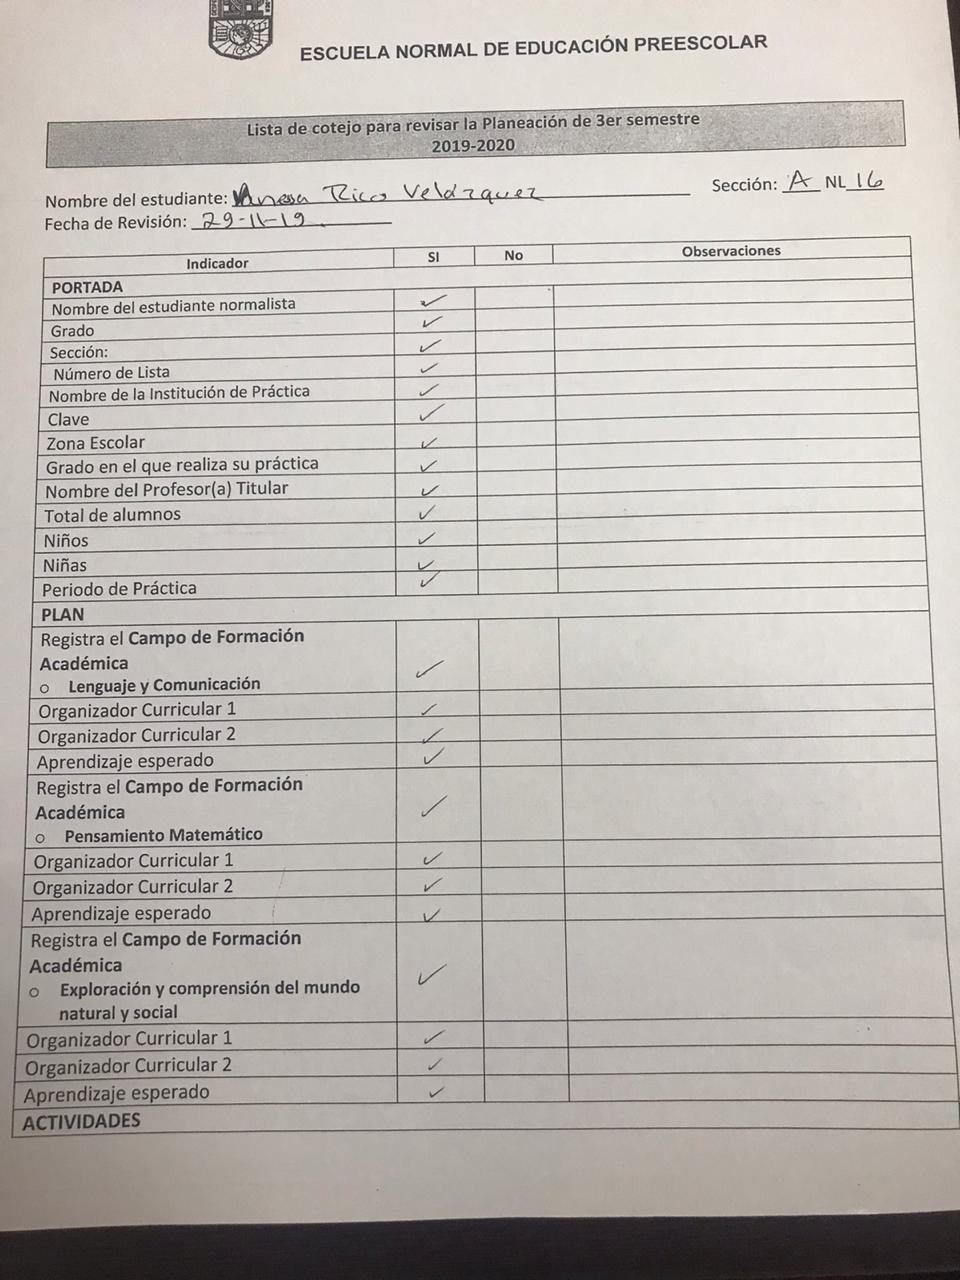 ESCUELA NORMAL DE EDUCACIÓN PREESCOLAR
Lista de cotejo para revisar la Planeación de 3er semestre
2019-2020
Nombre del estudiante: Vanesa Rico Velázquez Sección: A NL 16
Fecha de Revisión: 29-11-19
Indicador SI No Observaciones
PORTADA
Nombre del estudiante normalista ✓
Grado ✓
Sección: ✓
Número de Lista ✓
Nombre de la Institución de Práctica ✓
Clave ✓
Zona Escolar ✓
Grado en el que realiza su práctica ✓
Nombre del Profesor(a) Titular ✓
Total de alumnos ✓
Niños ✓
Niñas ✓
Periodo de Práctica ✓
PLAN
Registra el Campo de Formación
Académica ✓
o Lenguaje y Comunicación
Organizador Curricular 1 ✓
Organizador Curricular 2 ✓
Aprendizaje esperado ✓
Registra el Campo de Formación
Académica ✓
o Pensamiento Matemático
Organizador Curricular 1 ✓
Organizador Curricular 2 ✓
Aprendizaje esperado ✓
Registra el Campo de Formación
Académica ✓
o Exploración y comprensión del mundo
natural y social
Organizador Curricular 1 ✓
Organizador Curricular 2 ✓
Aprendizaje esperado ✓
ACTIVIDADES